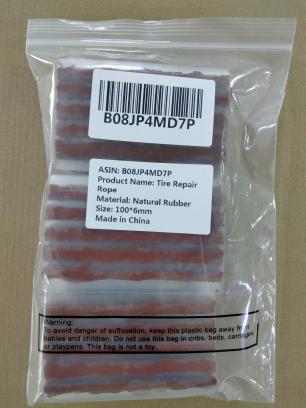 B08JP4MD7P
ASIN: B08JP4MD7P
Product Name: Tire Repair
Rope
Material: Natural Rubber
Size: 100*6mm
Made in China
Warning:
To avoid danger of suffocation, keep this plastic bag away from
babies and children. Do not use this bag in cribs, beds, carriages
or playpens. This bag is not a toy.